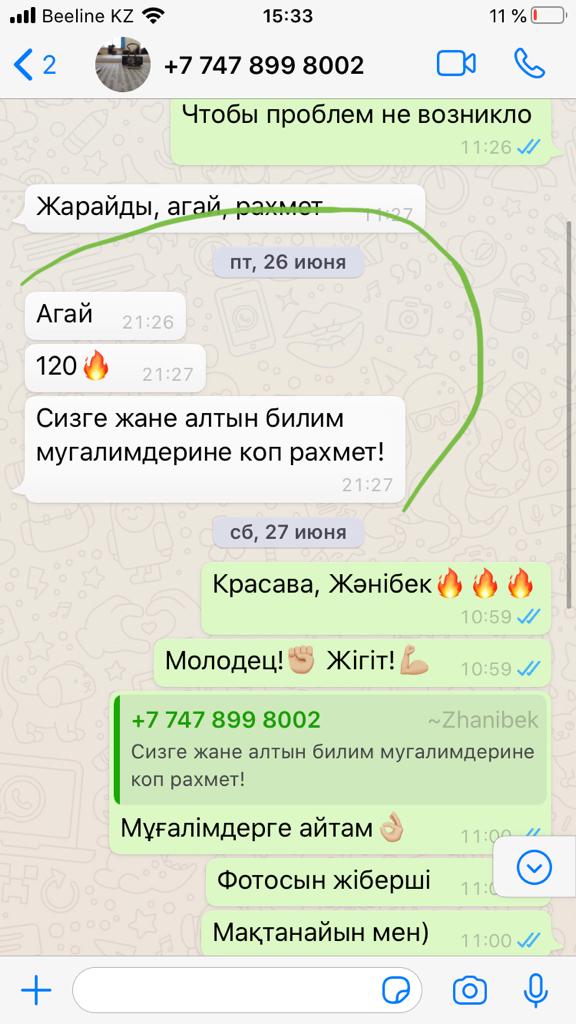 Beeline KZ 15:33 11 %
2 +7 747 899 8002
Чтобы проблем не возникло
11:26
Жарайды, агай, рахмет 11:27
пт, 26 июня
Агай 21:26
120🔥 21:27
Сизге жане алтын билим
мугалимдерине коп рахмет!
21:27
сб, 27 июня
Красава, Жәнібек🔥🔥🔥
10:59
Молодец!✊🏼 Жігіт!💪🏼 10:59
+7 747 899 8002 ~Zhanibek
Сизге жане алтын билим мугалимдерине
коп рахмет!
Мұғалімдерге айтам👌🏼 11:00
Фотосын жіберші
Мақтанайын мен) 11:00